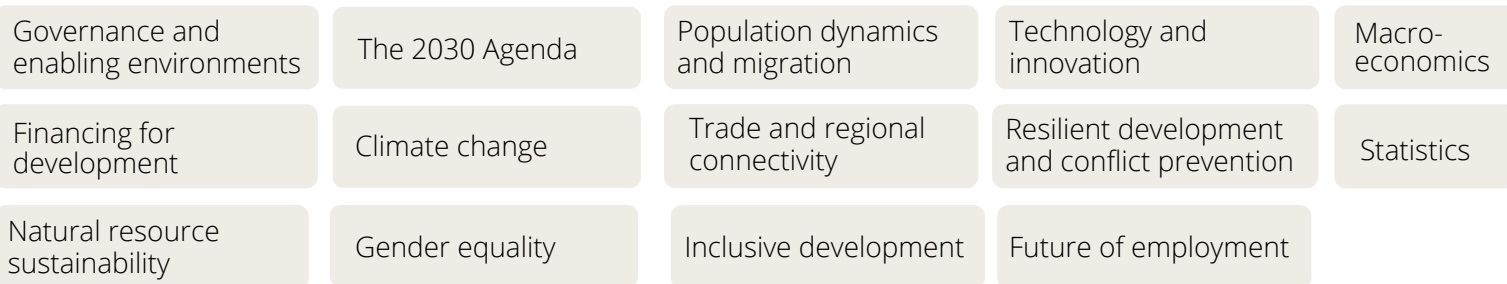 Governance and
enabling environments
The 2030 Agenda
Population dynamics
and migration
Technology and
innovation
Macro-
economics
Financing for
development
Climate change
Trade and regional
connectivity
Resilient development
and conflict prevention
Statistics
Natural resource
sustainability
Gender equality
Inclusive development
Future of employment